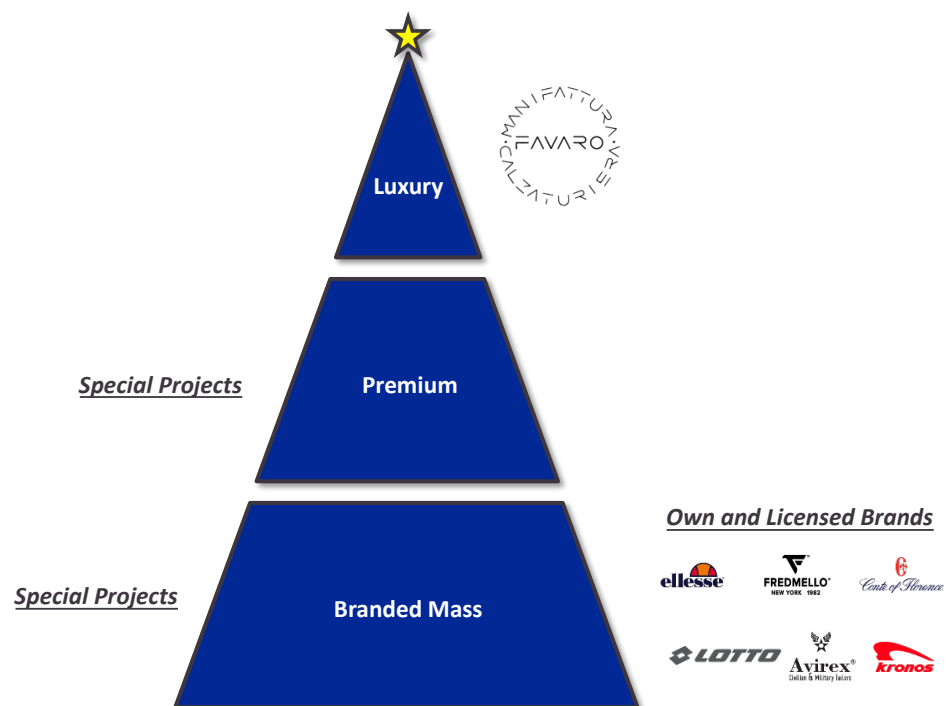 MANIFATTURA
FAVARO
CALZATURIERA
Luxury
Special Projects
Premium
Own and Licensed Brands
ellesse
FREDMELLO®
NEW YORK 1982
Conte of Florence
Special Projects
Branded Mass
LOTTO
Avirex®
Civilian & Military Tailors
kronos